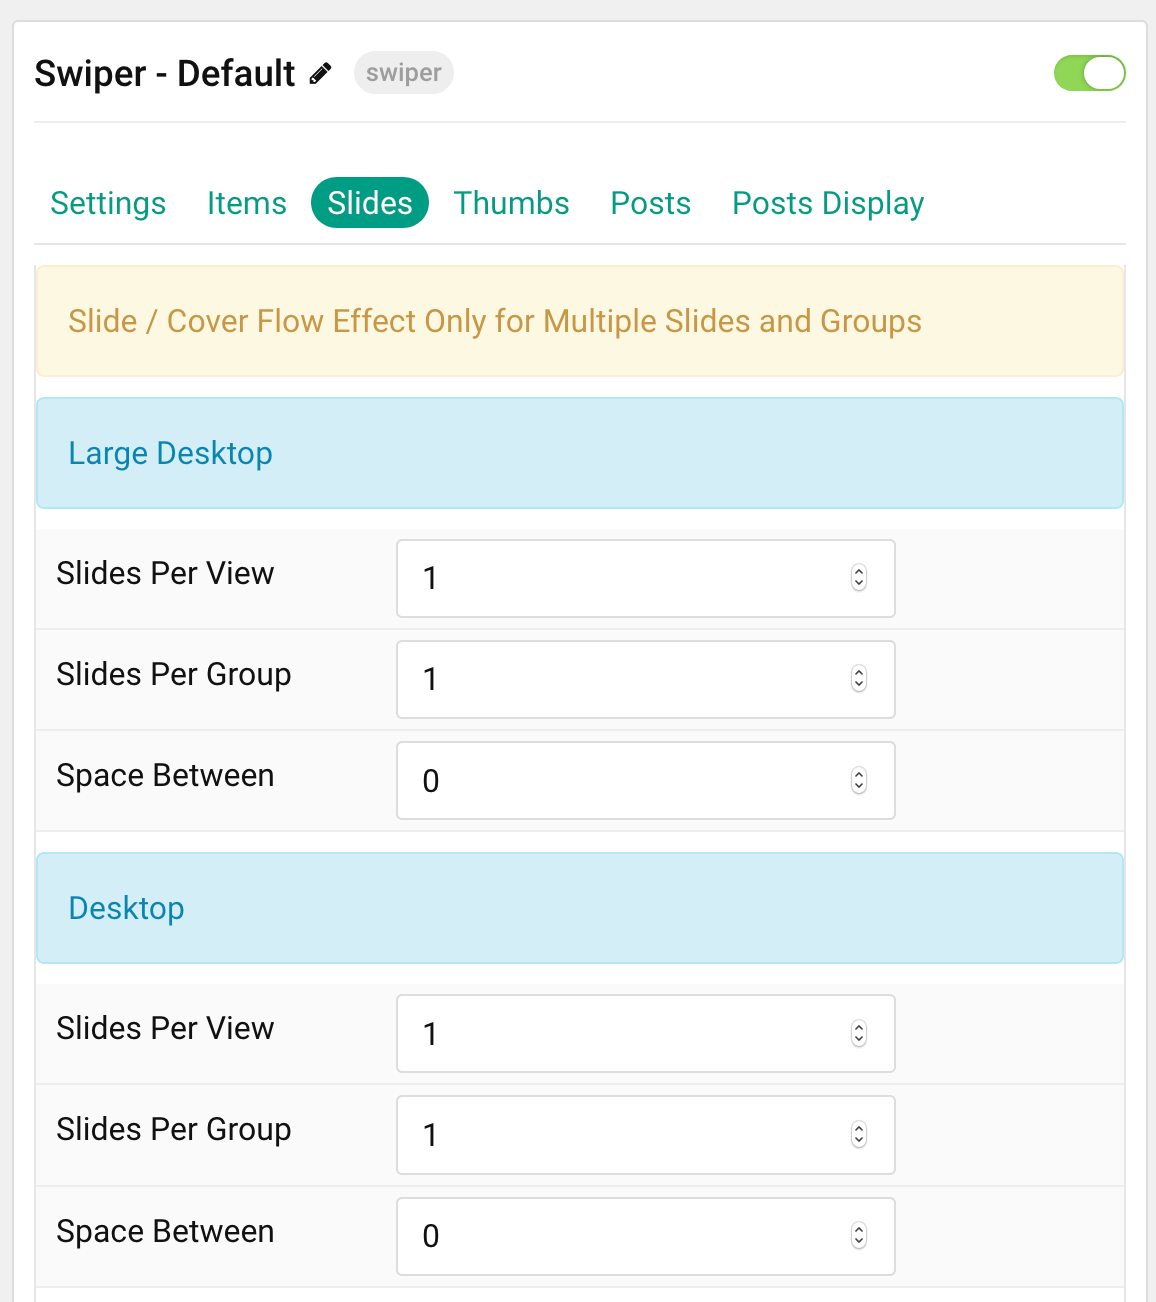 Swiper - Default swiper
Settings Items Slides Thumbs Posts Posts Display
Slide / Cover Flow Effect Only for Multiple Slides and Groups
Large Desktop
Slides Per View 1
Slides Per Group 1
Space Between 0
Desktop
Slides Per View 1
Slides Per Group 1
Space Between 0